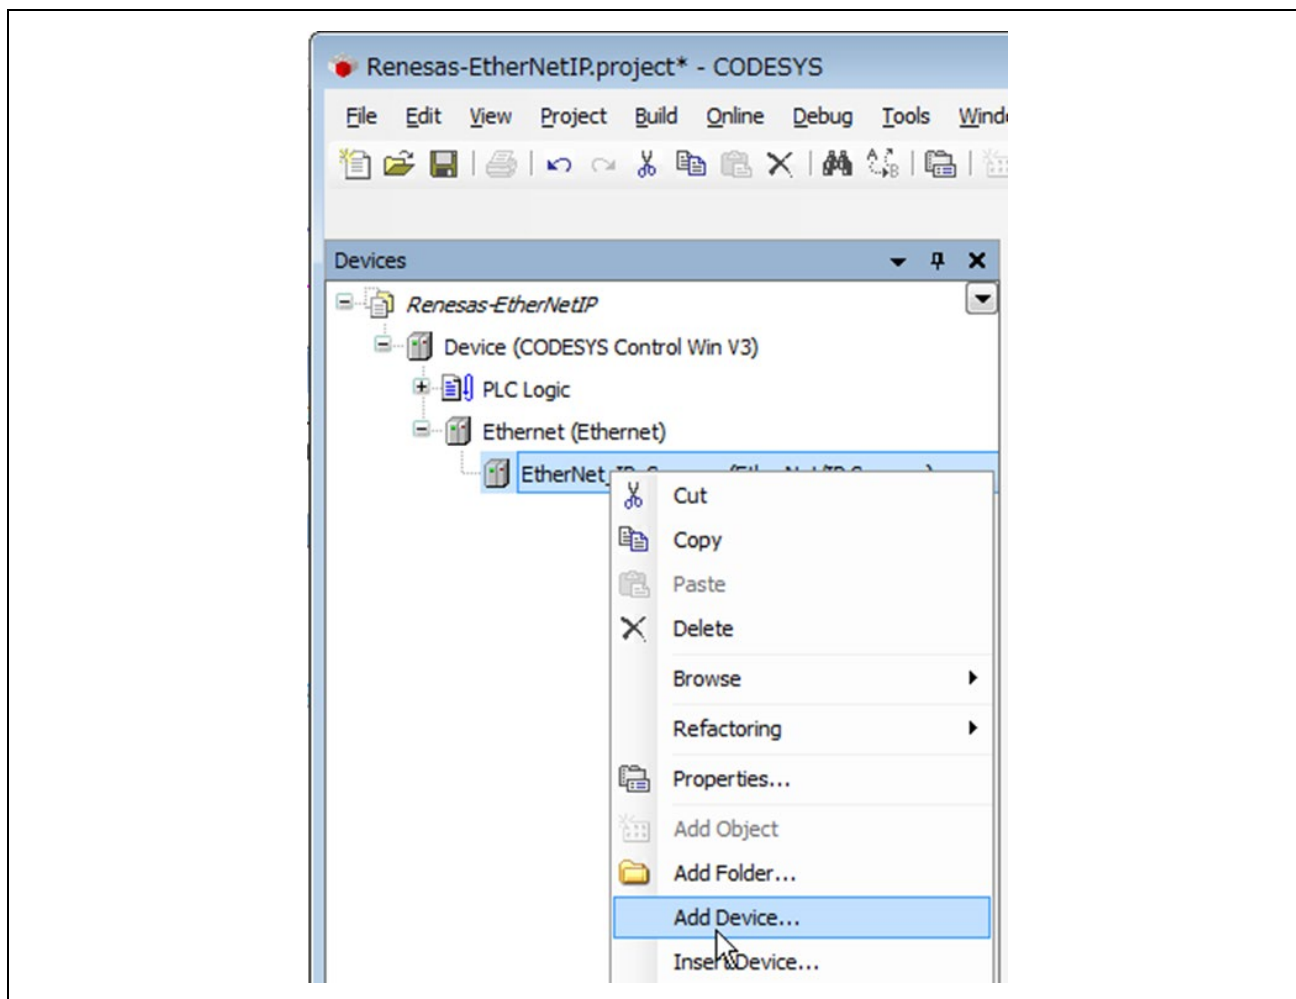 Renesas-EtherNetIP.project* - CODESYS
File Edit View Project Build Online Debug Tools
Devices
Renesas-EtherNetIP
Device (CODESYS Control Win V3)
PLC Logic
Ethernet (Ethernet)
Cut
Copy
Paste
Delete
Browse
Refactoring
Properties...
Add Object
Add Folder...
Add Device...
Insert Device...